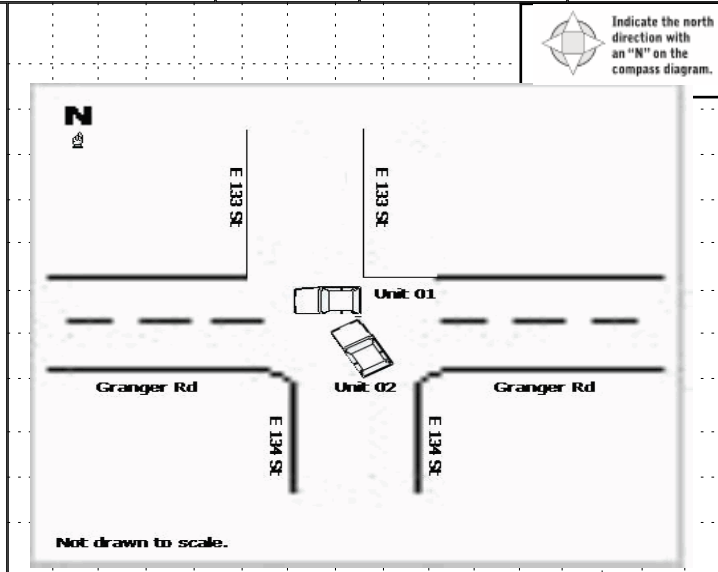 Indicate the north
direction with
an “N” on the
compass diagram.
N
E 133 St
E 133 St
Unit 01
Unit 02
Granger Rd
Granger Rd
E 134 St
E 134 St
Not drawn to scale.